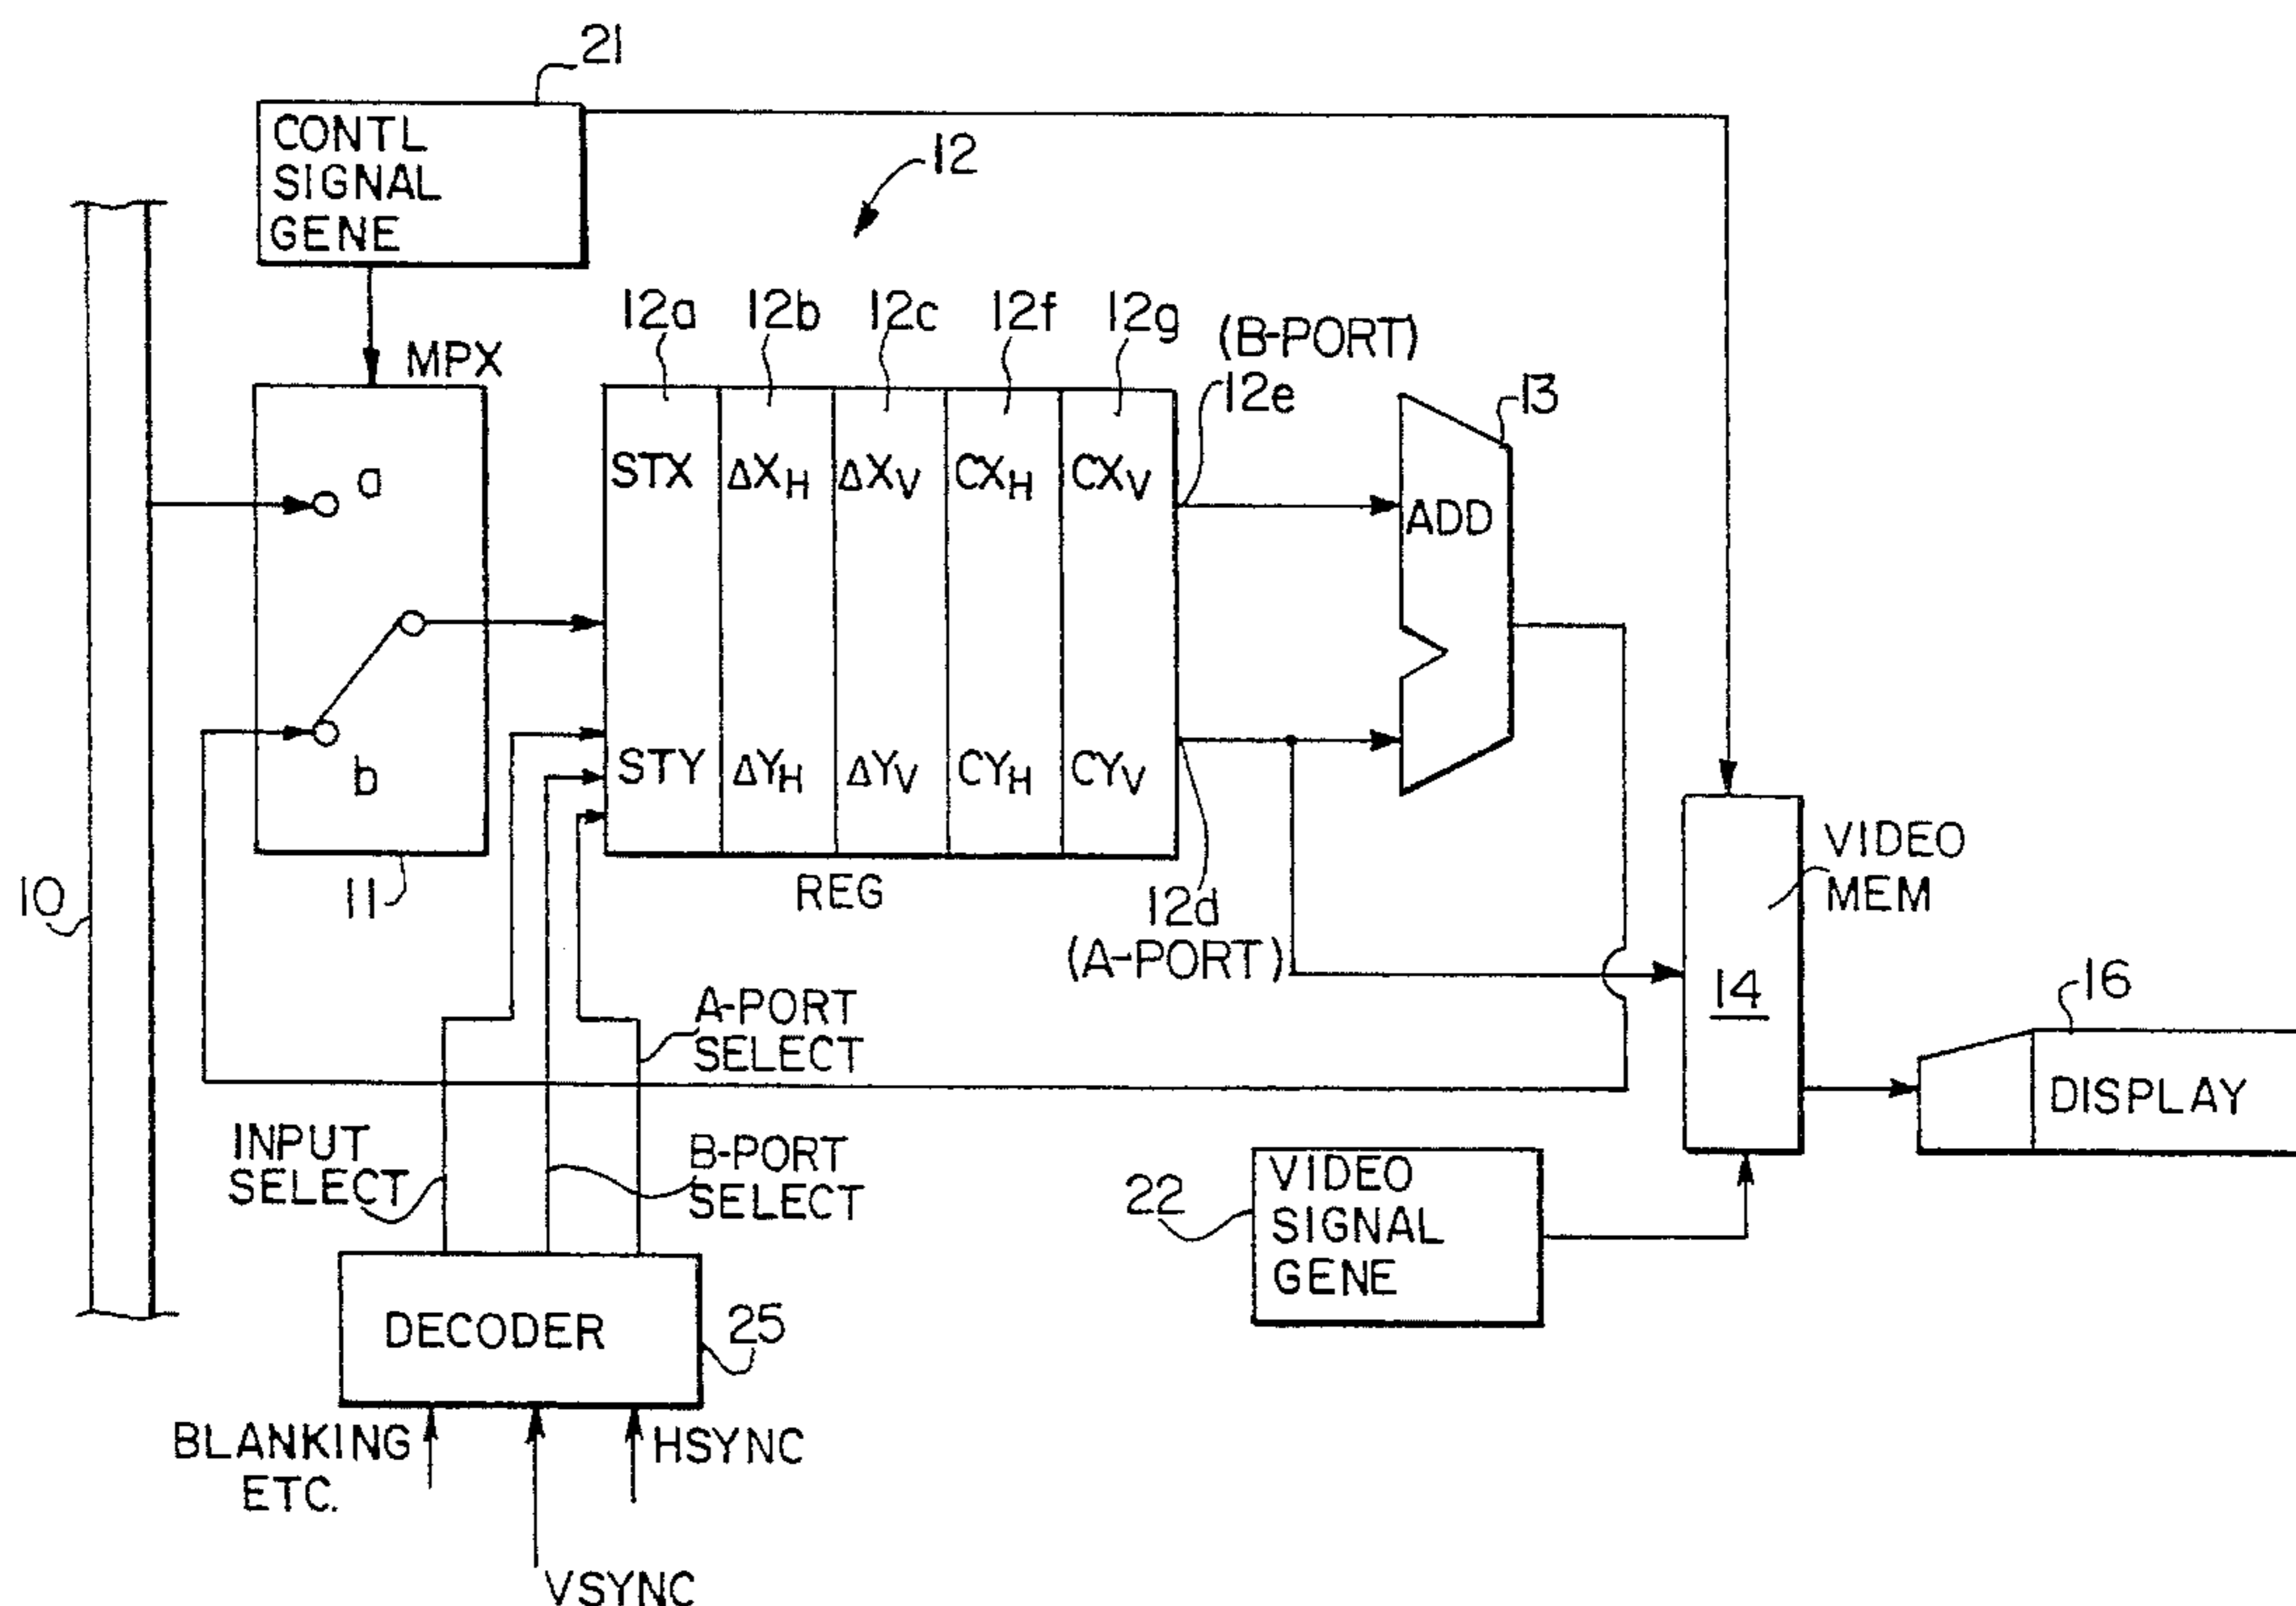 21
CONTL
SIGNAL
GENE
12
MPX
12a 12b 12c 12f 12g
(B-PORT)
12e
13
a
STX ΔXH ΔXV CXH CXV
ADD
b
STY ΔYH ΔYV CYH CYV
10
11
REG
12d
(A-PORT)
VIDEO
MEM
14
16
A-PORT
SELECT
DISPLAY
INPUT
SELECT
B-PORT
SELECT
22
VIDEO
SIGNAL
GENE
DECODER
25
BLANKING
ETC.
HSYNC
VSYNC